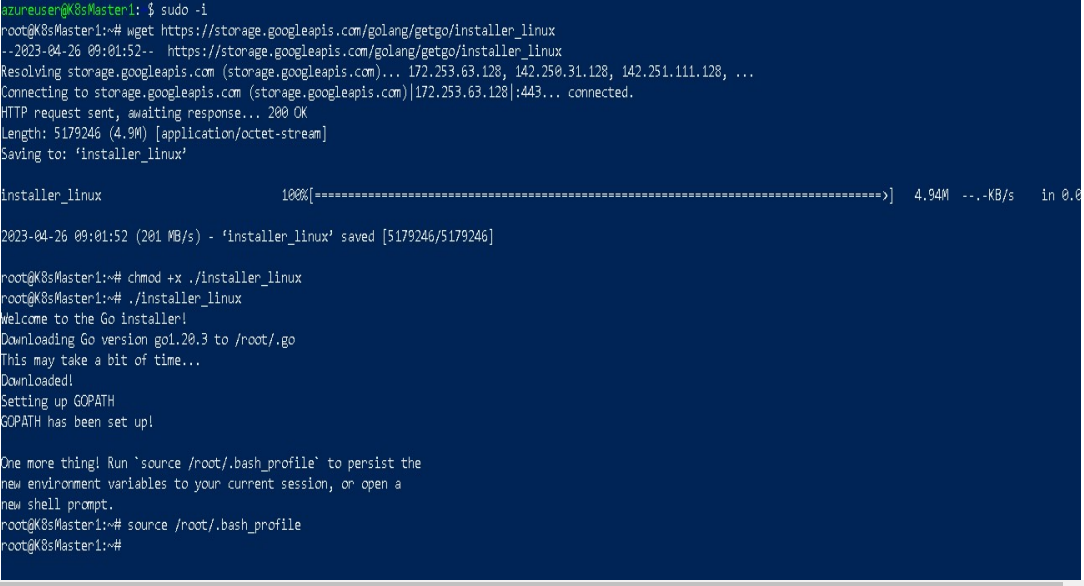 azureuser@K8sMaster1: $ sudo -i
root@K8sMaster1:~# wget https://storage.googleapis.com/golang/getgo/installer_linux
--2023-04-26 09:01:52--  https://storage.googleapis.com/golang/getgo/installer_linux
Resolving storage.googleapis.com (storage.googleapis.com)... 172.253.63.128, 142.250.31.128, 142.251.111.128, ...
Connecting to storage.googleapis.com (storage.googleapis.com)|172.253.63.128|:443... connected.
HTTP request sent, awaiting response... 200 OK
Length: 5179246 (4.9M) [application/octet-stream]
Saving to: ‘installer_linux’
installer_linux 100%[=====================================================================================>] 4.94M --.-KB/s in 0.0
2023-04-26 09:01:52 (201 MB/s) - ‘installer_linux’ saved [5179246/5179246]
root@K8sMaster1:~# chmod +x ./installer_linux
root@K8sMaster1:~# ./installer_linux
Welcome to the Go installer!
Downloading Go version go1.20.3 to /root/.go
This may take a bit of time...
Downloaded!
Setting up GOPATH
GOPATH has been set up!
One more thing! Run `source /root/.bash_profile` to persist the
new environment variables to your current session, or open a
new shell prompt.
root@K8sMaster1:~# source /root/.bash_profile
root@K8sMaster1:~#